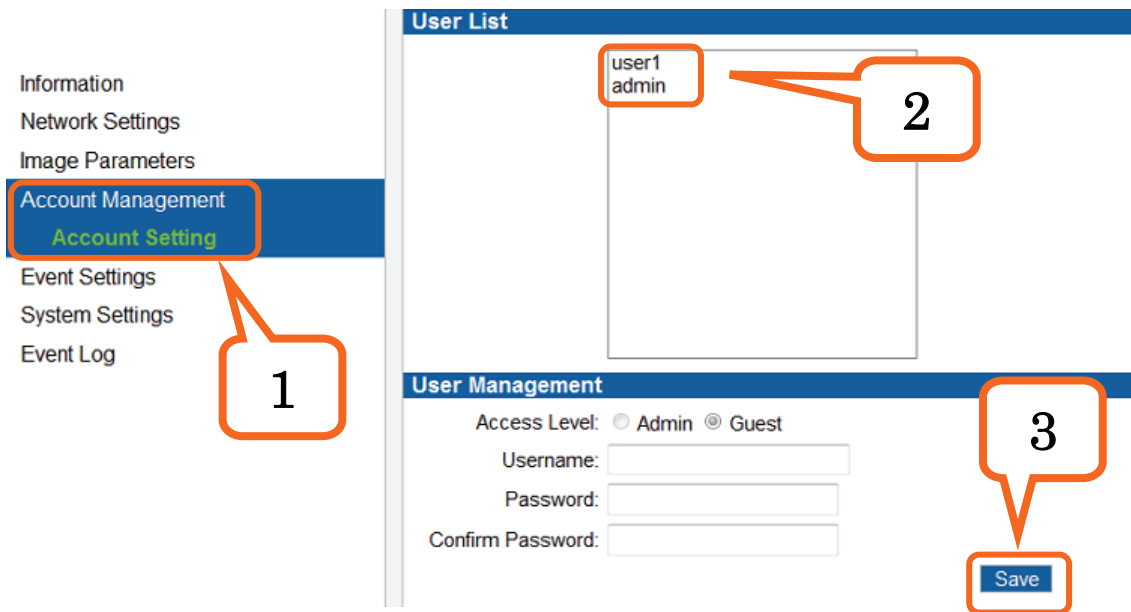 Information
Network Settings
Image Parameters
Account Management
Account Setting
Event Settings
System Settings
Event Log
1
User List
user1
admin
2
User Management
Access Level: Admin Guest
Username:
Password:
Confirm Password:
3
Save